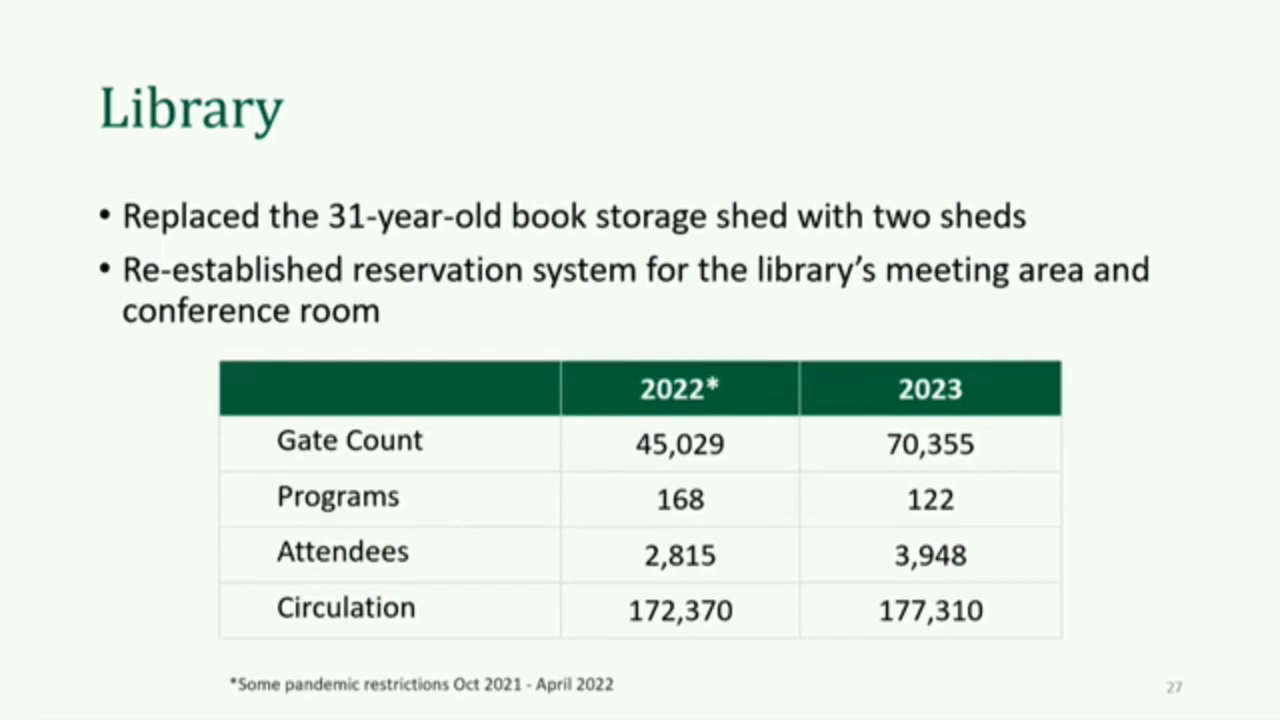 Library
• Replaced the 31-year-old book storage shed with two sheds
• Re-established reservation system for the library’s meeting area and
conference room
2022* 2023
Gate Count 45,029 70,355
Programs 168 122
Attendees 2,815 3,948
Circulation 172,370 177,310
*Some pandemic restrictions Oct 2021 - April 2022
27